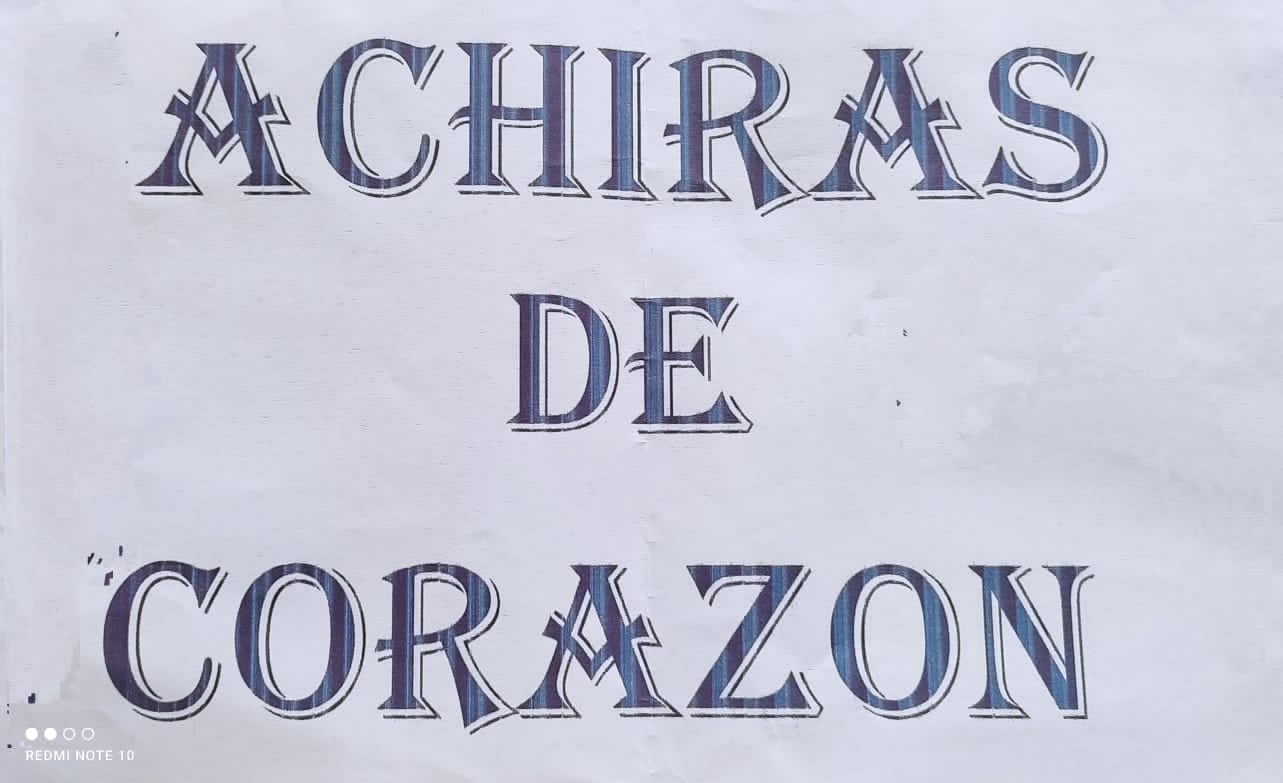 ACHIRAS
DE
CORAZON
REDMI NOTE 10